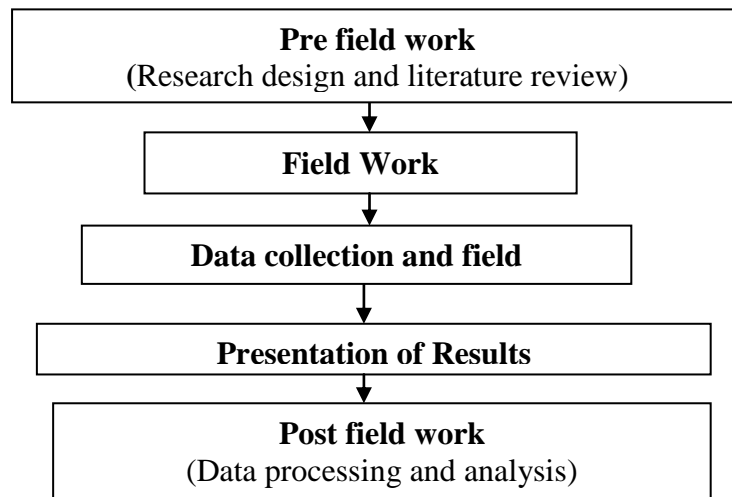 Pre field work
(Research design and literature review)
Field Work
Data collection and field
Presentation of Results
Post field work
(Data processing and analysis)